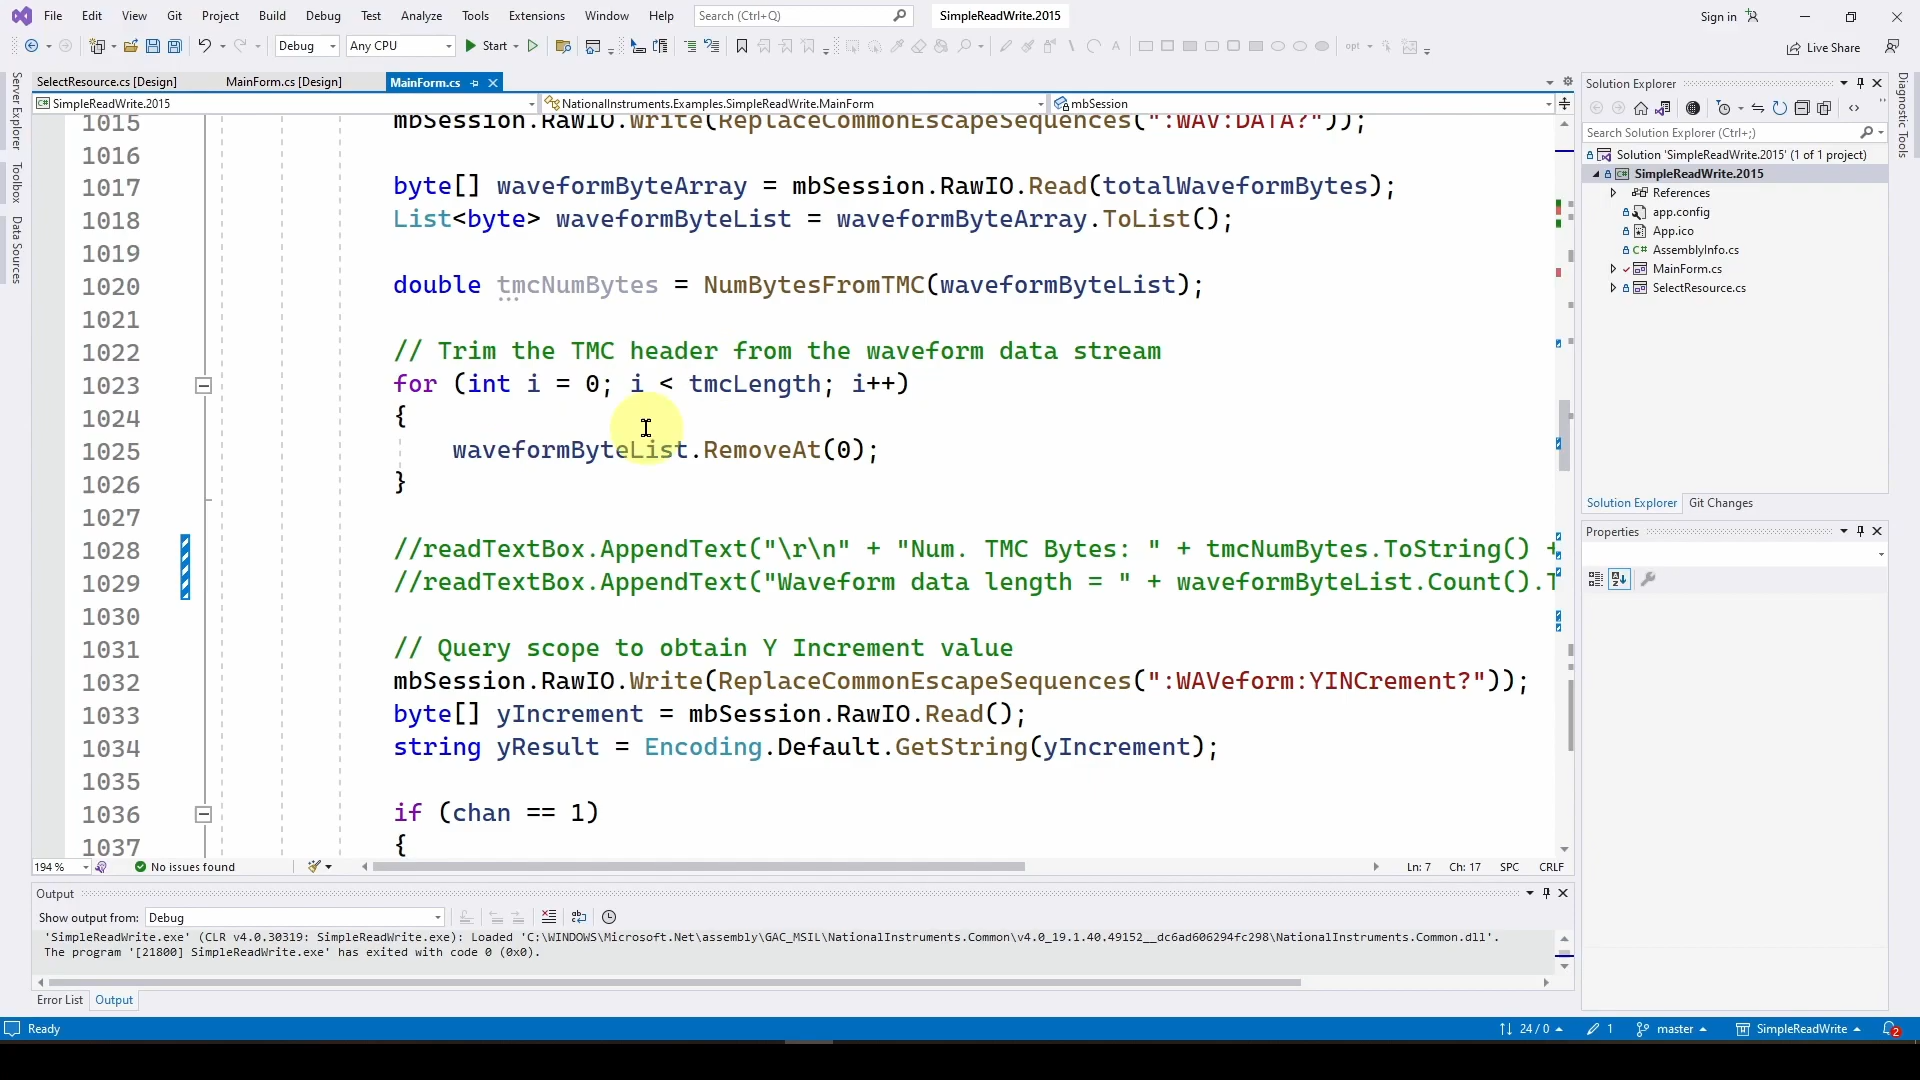 File Edit View Git Project Build Debug Test Analyze Tools Extensions Window Help Search (Ctrl+Q) SimpleReadWrite.2015 Sign in
Debug Any CPU Start opt Live Share
SelectResource.cs [Design] MainForm.cs [Design] MainForm.cs
SimpleReadWrite.2015 NationalInstruments.Examples.SimpleReadWrite.MainForm mbSession
Server Explorer
Toolbox
Data Sources
1015 mbSession.RawIO.Write(ReplaceCommonEscapeSequences(":WAV:DATA?"));
1016
1017 byte[] waveformByteArray = mbSession.RawIO.Read(totalWaveformBytes);
1018 List<byte> waveformByteList = waveformByteArray.ToList();
1019
1020 double tmcNumBytes = NumBytesFromTMC(waveformByteList);
1021
1022 // Trim the TMC header from the waveform data stream
1023 for (int i = 0; i < tmcLength; i++)
1024 {
1025 waveformByteList.RemoveAt(0);
1026 }
1027
1028 //readTextBox.AppendText("\r\n" + "Num. TMC Bytes: " + tmcNumBytes.ToString() +
1029 //readTextBox.AppendText("Waveform data length = " + waveformByteList.Count().T
1030
1031 // Query scope to obtain Y Increment value
1032 mbSession.RawIO.Write(ReplaceCommonEscapeSequences(":WAVeform:YINCrement?"));
1033 byte[] yIncrement = mbSession.RawIO.Read();
1034 string yResult = Encoding.Default.GetString(yIncrement);
1035
1036 if (chan == 1)
1037 {
194 % No issues found Ln: 7 Ch: 17 SPC CRLF
Output
Show output from: Debug
'SimpleReadWrite.exe' (CLR v4.0.30319: SimpleReadWrite.exe): Loaded 'C:\WINDOWS\Microsoft.Net\assembly\GAC_MSIL\NationalInstruments.Common\v4.0_19.1.40.49152__dc6ad606294fc298\NationalInstruments.Common.dll'.
The program '[21800] SimpleReadWrite.exe' has exited with code 0 (0x0).
Error List Output
Solution Explorer
Search Solution Explorer (Ctrl+;)
Solution 'SimpleReadWrite.2015' (1 of 1 project)
SimpleReadWrite.2015
References
app.config
App.ico
AssemblyInfo.cs
MainForm.cs
SelectResource.cs
Solution Explorer Git Changes
Properties
Diagnostic Tools
Ready 24 / 0 1 master SimpleReadWrite 2